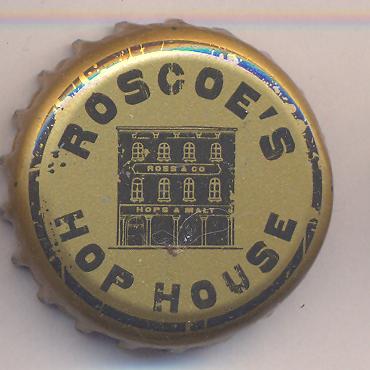 ROSCOE'S
ROSS & CO
HOPS & MALT
HOP HOUSE